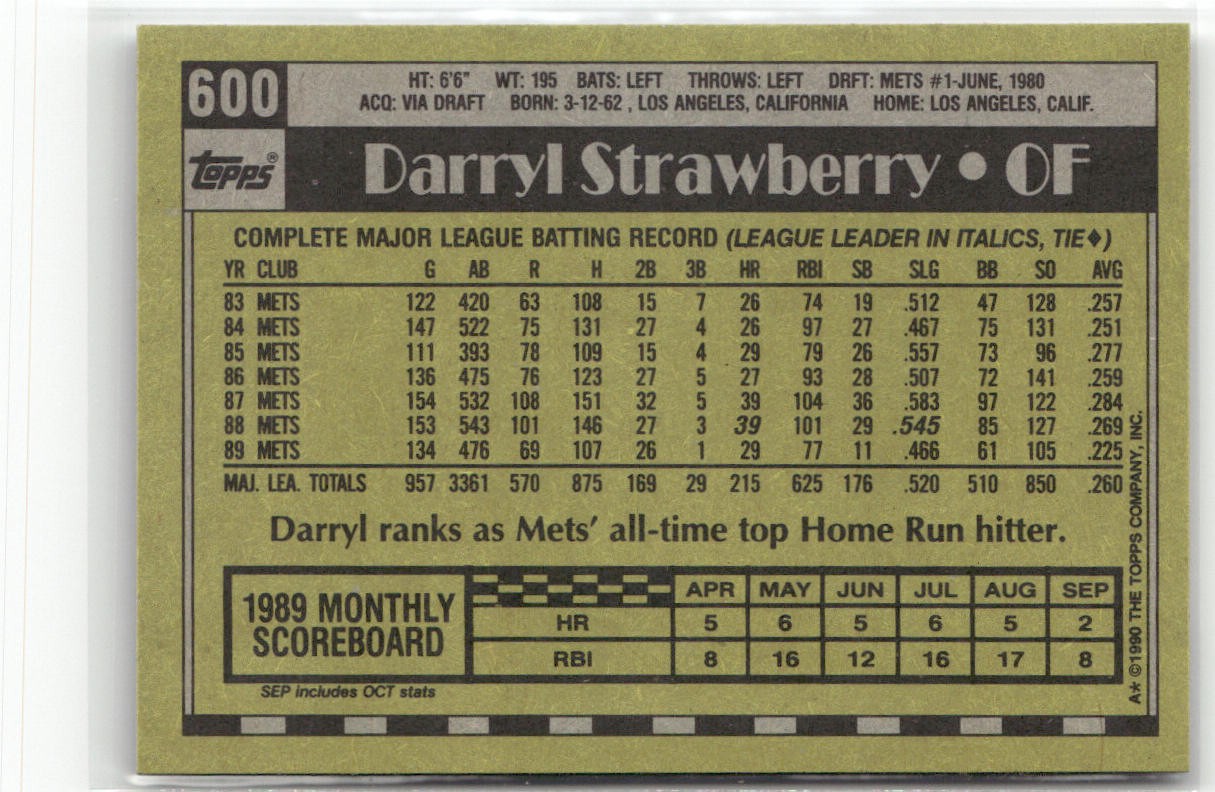 600
HT: 6'6" WT: 195 BATS: LEFT THROWS: LEFT DRFT: METS #1-JUNE, 1980
ACQ: VIA DRAFT BORN: 3-12-62 , LOS ANGELES, CALIFORNIA HOME: LOS ANGELES, CALIF.
Topps®
Darryl Strawberry • OF
COMPLETE MAJOR LEAGUE BATTING RECORD (LEAGUE LEADER IN ITALICS, TIE♦)
YR CLUB G AB R H 2B 3B HR RBI SB SLG BB SO AVG
83 METS 122 420 63 108 15 7 26 74 19 .512 47 128 .257
84 METS 147 522 75 131 27 4 26 97 27 .467 75 131 .251
85 METS 111 393 78 109 15 4 29 79 26 .557 73 96 .277
86 METS 136 475 76 123 27 5 27 93 28 .507 72 141 .259
87 METS 154 532 108 151 32 5 39 104 36 .583 97 122 .284
88 METS 153 543 101 146 27 3 39 101 29 .545 85 127 .269
89 METS 134 476 69 107 26 1 29 77 11 .466 61 105 .225
MAJ. LEA. TOTALS 957 3361 570 875 169 29 215 625 176 .520 510 850 .260
Darryl ranks as Mets' all-time top Home Run hitter.
1989 MONTHLY
SCOREBOARD
APR MAY JUN JUL AUG SEP
HR 5 6 5 6 5 2
RBI 8 16 12 16 17 8
SEP includes OCT stats
A* ©1990 THE TOPPS COMPANY, INC.